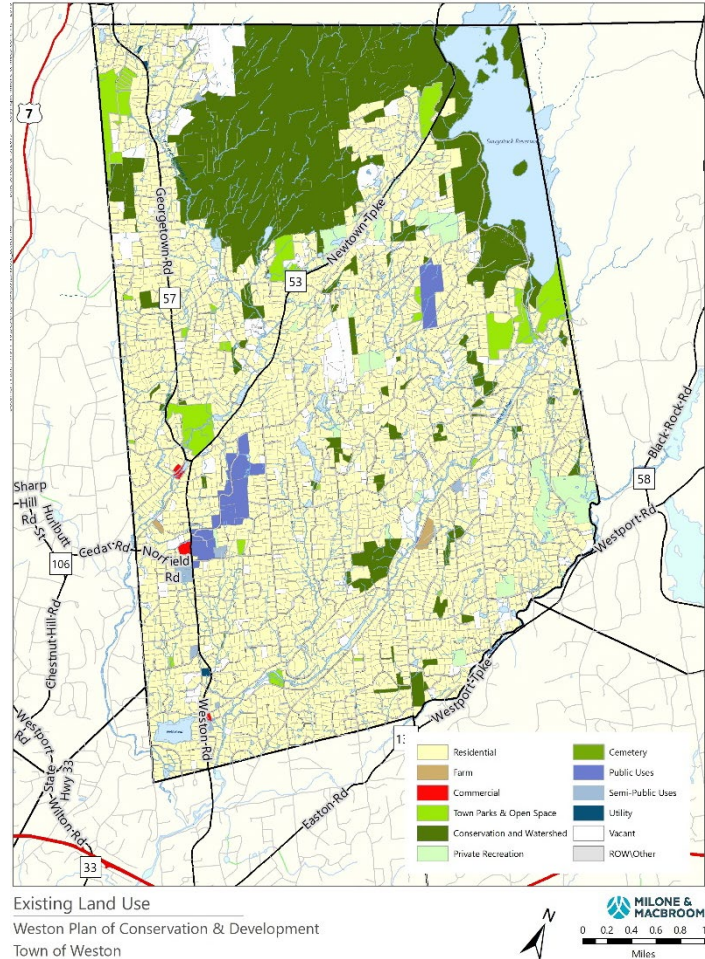 7
Saugatuck Reservoir
Georgetown-Rd
Newtown-Tpke
53
57
Black-Rock-Rd
Sharp
Hill
Rd
Hurlbutt
St
58
Westport-Rd
106
Cedar-Rd
Norfield
Rd
Chestnut-Hill-Rd
Weston-Rd
Westport-Tpke
Westport
Rd
State
Hwy 33
Wilton-Rd
Easton-Rd
13
33
Residential
Farm
Commercial
Town Parks & Open Space
Conservation and Watershed
Private Recreation
Cemetery
Public Uses
Semi-Public Uses
Utility
Vacant
ROW\Other
Existing Land Use
Weston Plan of Conservation & Development
Town of Weston
N
MILONE &
MACBROOM
0 0.2 0.4 0.6 0.8 1
Miles